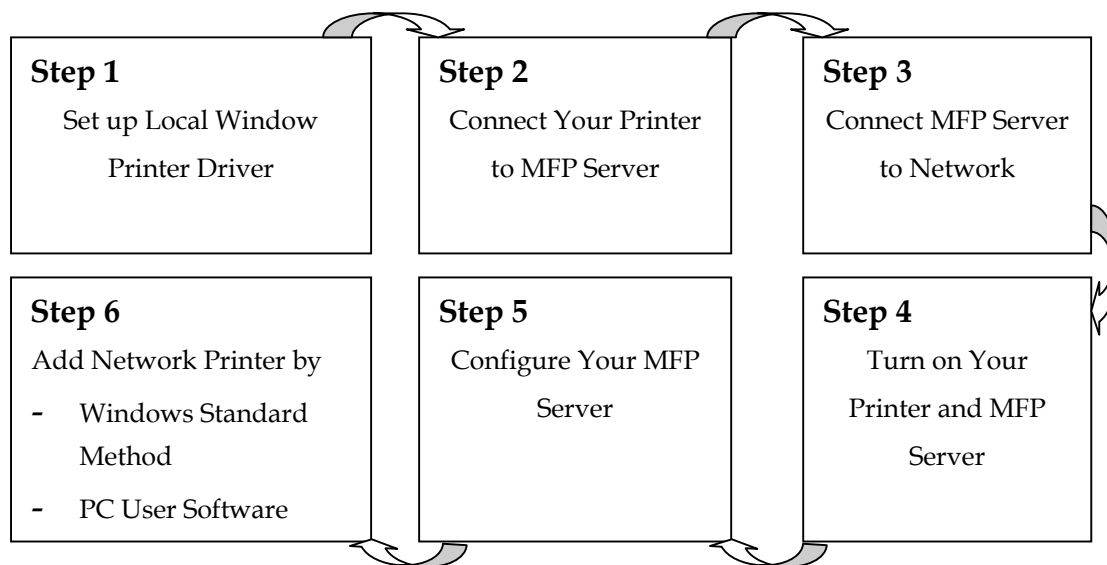 Step 1
Set up Local Window
Printer Driver
Step 2
Connect Your Printer
to MFP Server
Step 3
Connect MFP Server
to Network
Step 4
Turn on Your
Printer and MFP
Server
Step 5
Configure Your MFP
Server
Step 6
Add Network Printer by
- Windows Standard
Method
- PC User Software